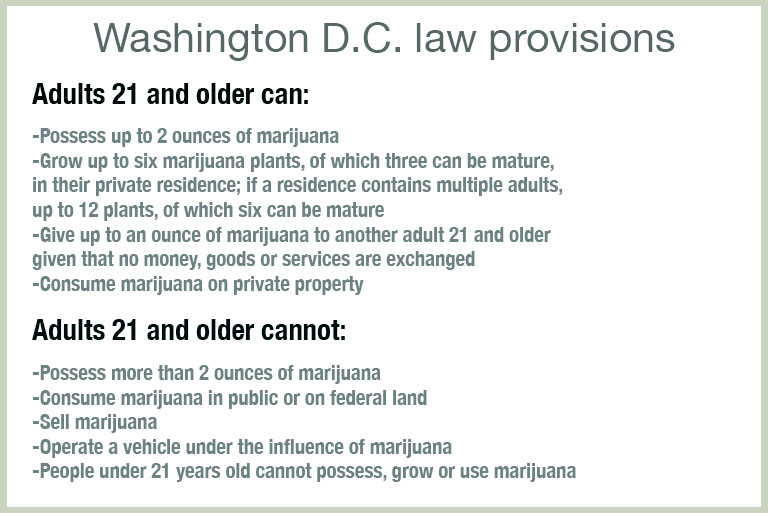 Washington D.C. law provisions
Adults 21 and older can:
-Possess up to 2 ounces of marijuana
-Grow up to six marijuana plants, of which three can be mature,
in their private residence; if a residence contains multiple adults,
up to 12 plants, of which six can be mature
-Give up to an ounce of marijuana to another adult 21 and older
given that no money, goods or services are exchanged
-Consume marijuana on private property
Adults 21 and older cannot:
-Possess more than 2 ounces of marijuana
-Consume marijuana in public or on federal land
-Sell marijuana
-Operate a vehicle under the influence of marijuana
-People under 21 years old cannot possess, grow or use marijuana